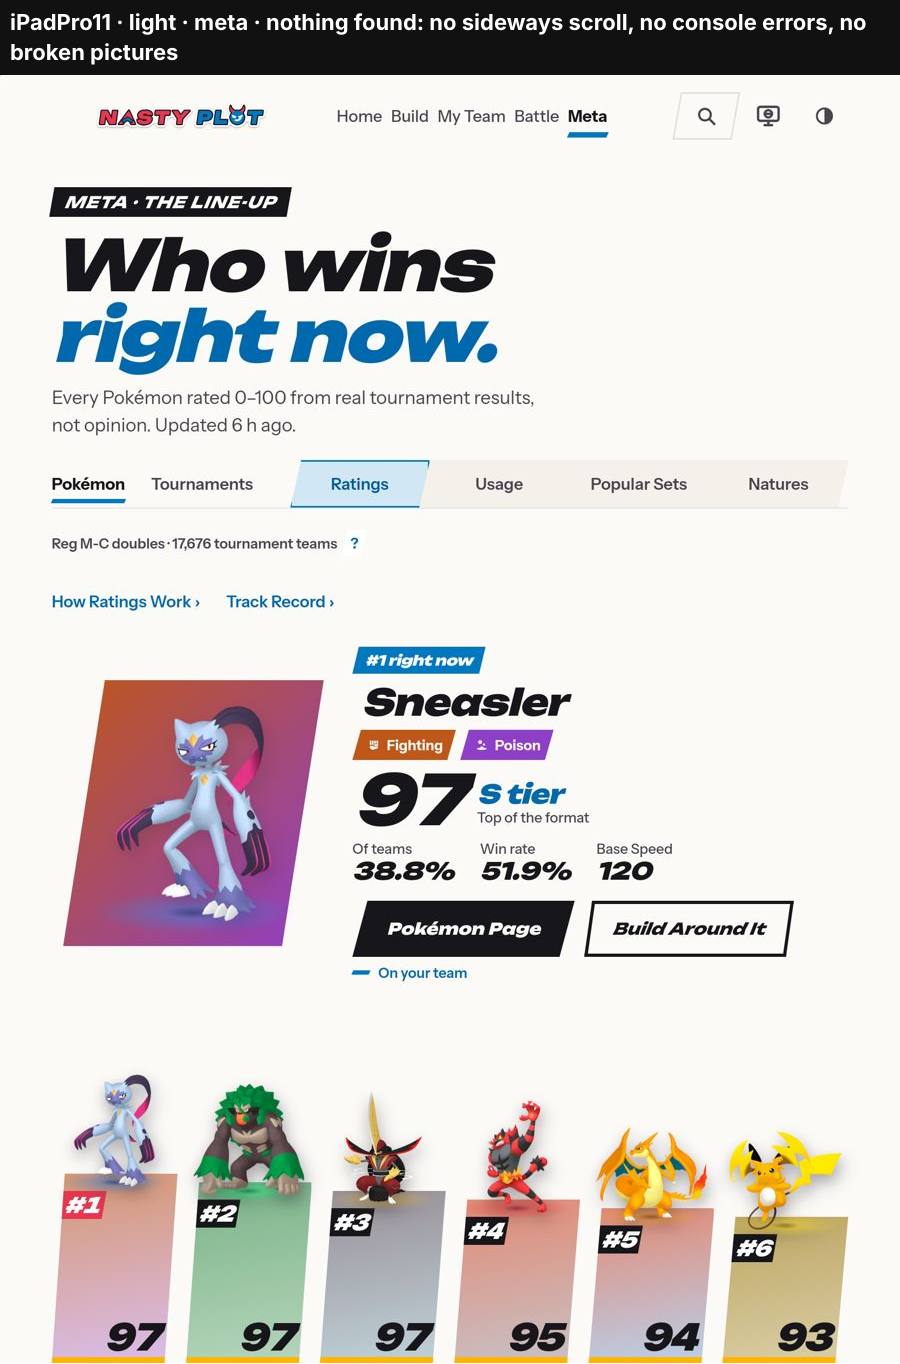 iPadPro11 · light · meta · nothing found: no sideways scroll, no console errors, no
broken pictures
NASTY PLOT
Home Build My Team Battle Meta
META · THE LINE-UP
Who wins
right now.
Every Pokémon rated 0–100 from real tournament results,
not opinion. Updated 6 h ago.
Pokémon Tournaments Ratings Usage Popular Sets Natures
Reg M-C doubles · 17,676 tournament teams ?
How Ratings Work › Track Record ›
#1 right now
Sneasler
Fighting Poison
97 S tier
Top of the format
Of teams Win rate Base Speed
38.8% 51.9% 120
Pokémon Page Build Around It
On your team
#1 #2 #3 #4 #5 #6
97 97 97 95 94 93